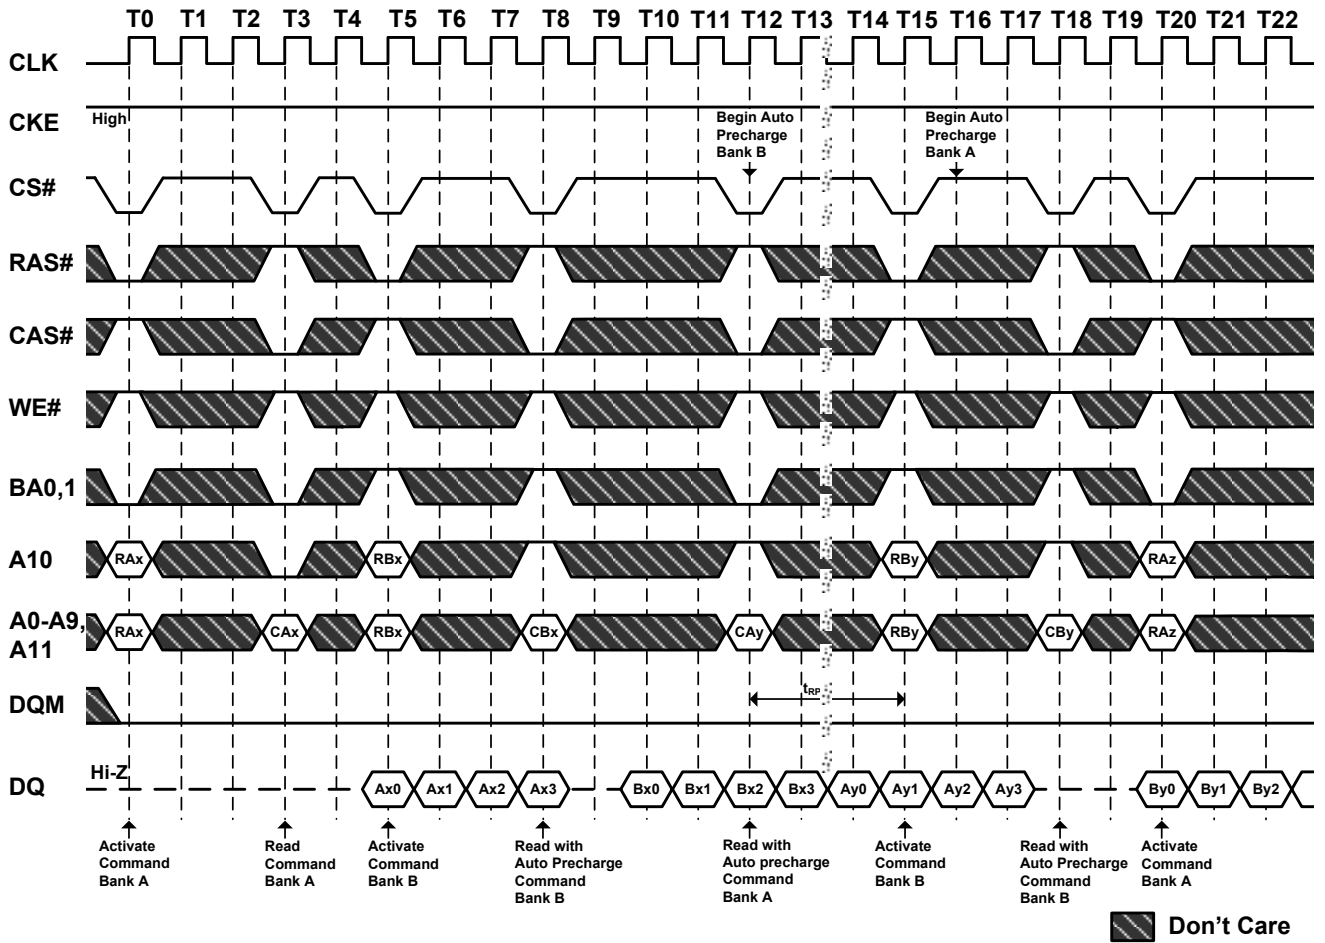 T0 T1 T2 T3 T4 T5 T6 T7 T8 T9 T10 T11 T12 T13 T14 T15 T16 T17 T18 T19 T20 T21 T22
CLK
CKE
High
Begin Auto
Precharge
Bank B
Begin Auto
Precharge
Bank A
CS#
RAS#
CAS#
WE#
BA0,1
A10
RAx
RBx
RBy
RAz
A0-A9,
A11
RAx
CAx
RBx
CBx
CAy
RBy
CBy
RAz
DQM
tRP
DQ
Hi-Z
Ax0 Ax1 Ax2 Ax3 Bx0 Bx1 Bx2 Bx3 Ay0 Ay1 Ay2 Ay3 By0 By1 By2
Activate
Command
Bank A
Read
Command
Bank A
Activate
Command
Bank B
Read with
Auto Precharge
Command
Bank B
Read with
Auto precharge
Command
Bank A
Activate
Command
Bank B
Read with
Auto Precharge
Command
Bank B
Activate
Command
Bank A
Don't Care